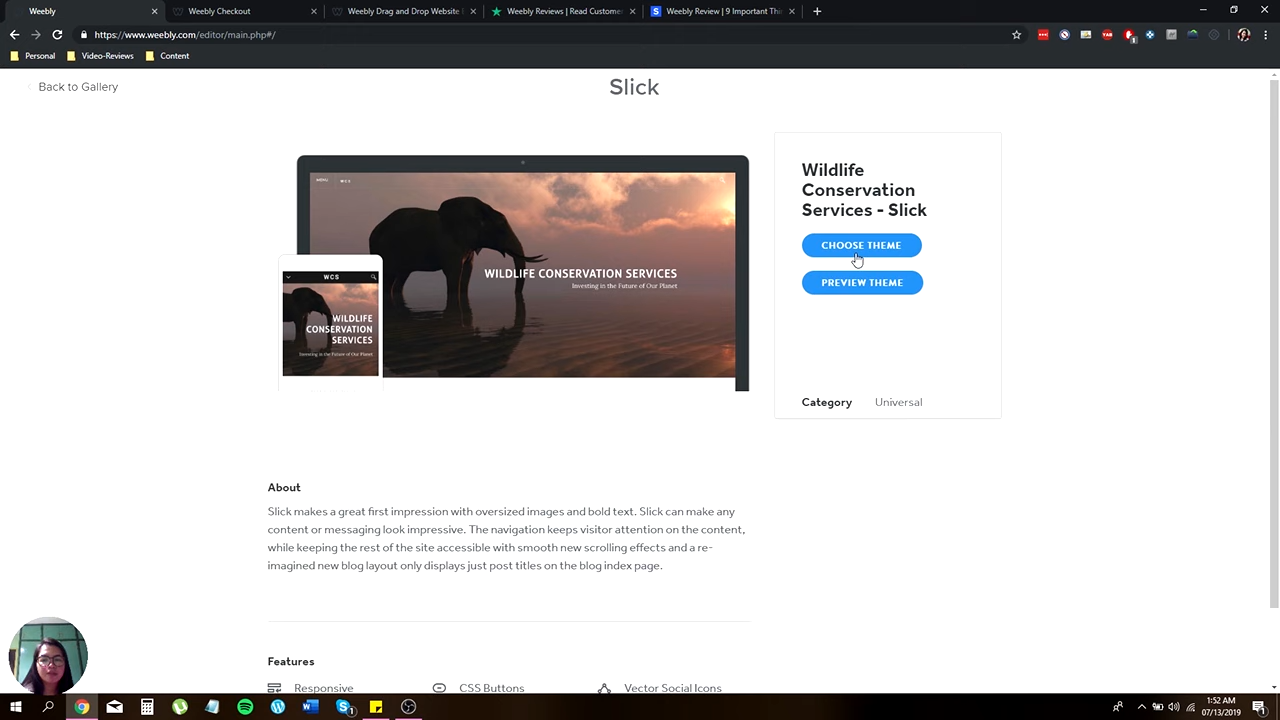 Weebly
Weebly Checkout
Weebly Drag and Drop Website
Weebly Reviews | Read Customer
Weebly Review | 9 Important Thi
https://www.weebly.com/editor/main.php#/
Personal
Video-Reviews
Content
Back to Gallery
Slick
MENU
WCS
WILDLIFE CONSERVATION SERVICES
Investing in the Future of Our Planet
WCS
WILDLIFE
CONSERVATION
SERVICES
Investing in the Future of Our Planet
Wildlife
Conservation
Services - Slick
CHOOSE THEME
PREVIEW THEME
Category Universal
About
Slick makes a great first impression with oversized images and bold text. Slick can make any
content or messaging look impressive. The navigation keeps visitor attention on the content,
while keeping the rest of the site accessible with smooth new scrolling effects and a re-
imagined new blog layout only displays just post titles on the blog index page.
Features
Responsive
CSS Buttons
Vector Social Icons
1:52 AM
07/13/2019